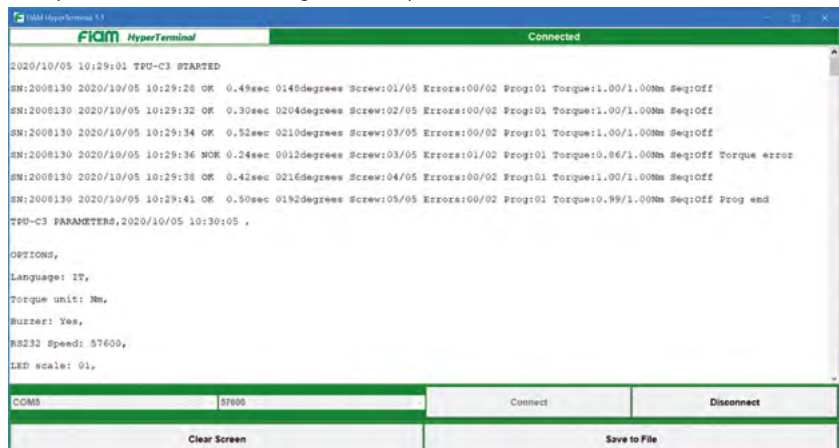 FIAM HyperTerminal 1.1
FIAM HyperTerminal
Connected
2020/10/05 10:29:01 TPU-C3 STARTED
SN:2008130 2020/10/05 10:29:28 OK 0.49sec 0148degrees Screw:01/05 Errors:00/02 Prog:01 Torque:1.00/1.00Nm Seq:Off
SN:2008130 2020/10/05 10:29:32 OK 0.30sec 0204degrees Screw:02/05 Errors:00/02 Prog:01 Torque:1.00/1.00Nm Seq:Off
SN:2008130 2020/10/05 10:29:34 OK 0.52sec 0210degrees Screw:03/05 Errors:00/02 Prog:01 Torque:1.00/1.00Nm Seq:Off
SN:2008130 2020/10/05 10:29:36 NOK 0.24sec 0012degrees Screw:03/05 Errors:01/02 Prog:01 Torque:0.86/1.00Nm Seq:Off Torque error
SN:2008130 2020/10/05 10:29:38 OK 0.42sec 0216degrees Screw:04/05 Errors:00/02 Prog:01 Torque:1.00/1.00Nm Seq:Off
SN:2008130 2020/10/05 10:29:41 OK 0.50sec 0192degrees Screw:05/05 Errors:00/02 Prog:01 Torque:0.99/1.00Nm Seq:Off Prog end
TPU-C3 PARAMETERS,2020/10/05 10:30:05 ,
OPTIONS,
Language: IT,
Torque unit: Nm,
Buzzer: Yes,
RS232 Speed: 57600,
LED scale: 01,
57600
Connect
Disconnect
Clear Screen
Save to File